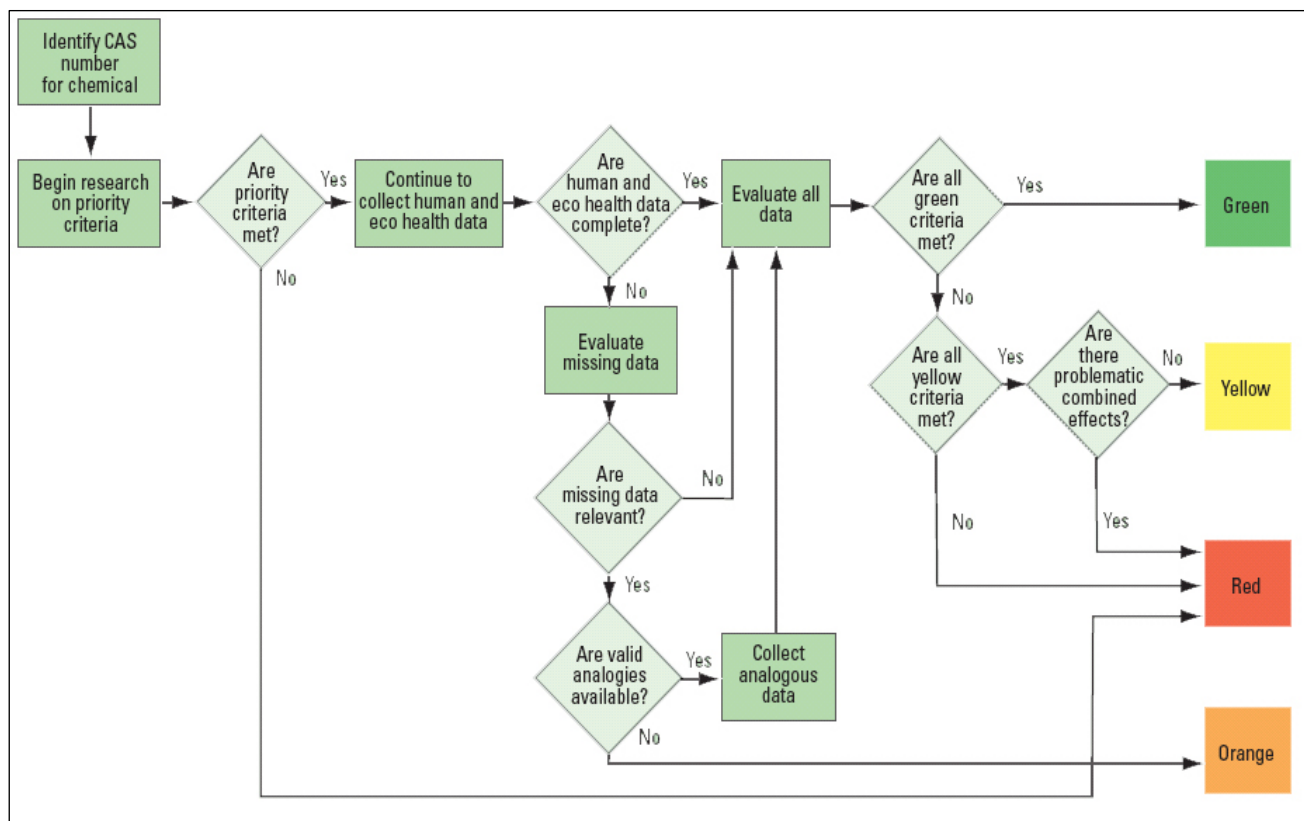 Identify CAS
number
for chemical
Begin research
on priority
criteria
Are
priority
criteria
met?
Yes
No
Continue to
collect human and
eco health data
Are
human and
eco health data
complete?
Yes
No
Evaluate all
data
Are all
green
criteria
met?
Yes
Green
No
Evaluate
missing data
Are all
yellow
criteria
met?
Yes
No
Are
there
problematic
combined
effects?
No
Yellow
Yes
Are
missing data
relevant?
No
Yes
Red
Are valid
analogies
available?
Yes
No
Collect
analogous
data
Orange